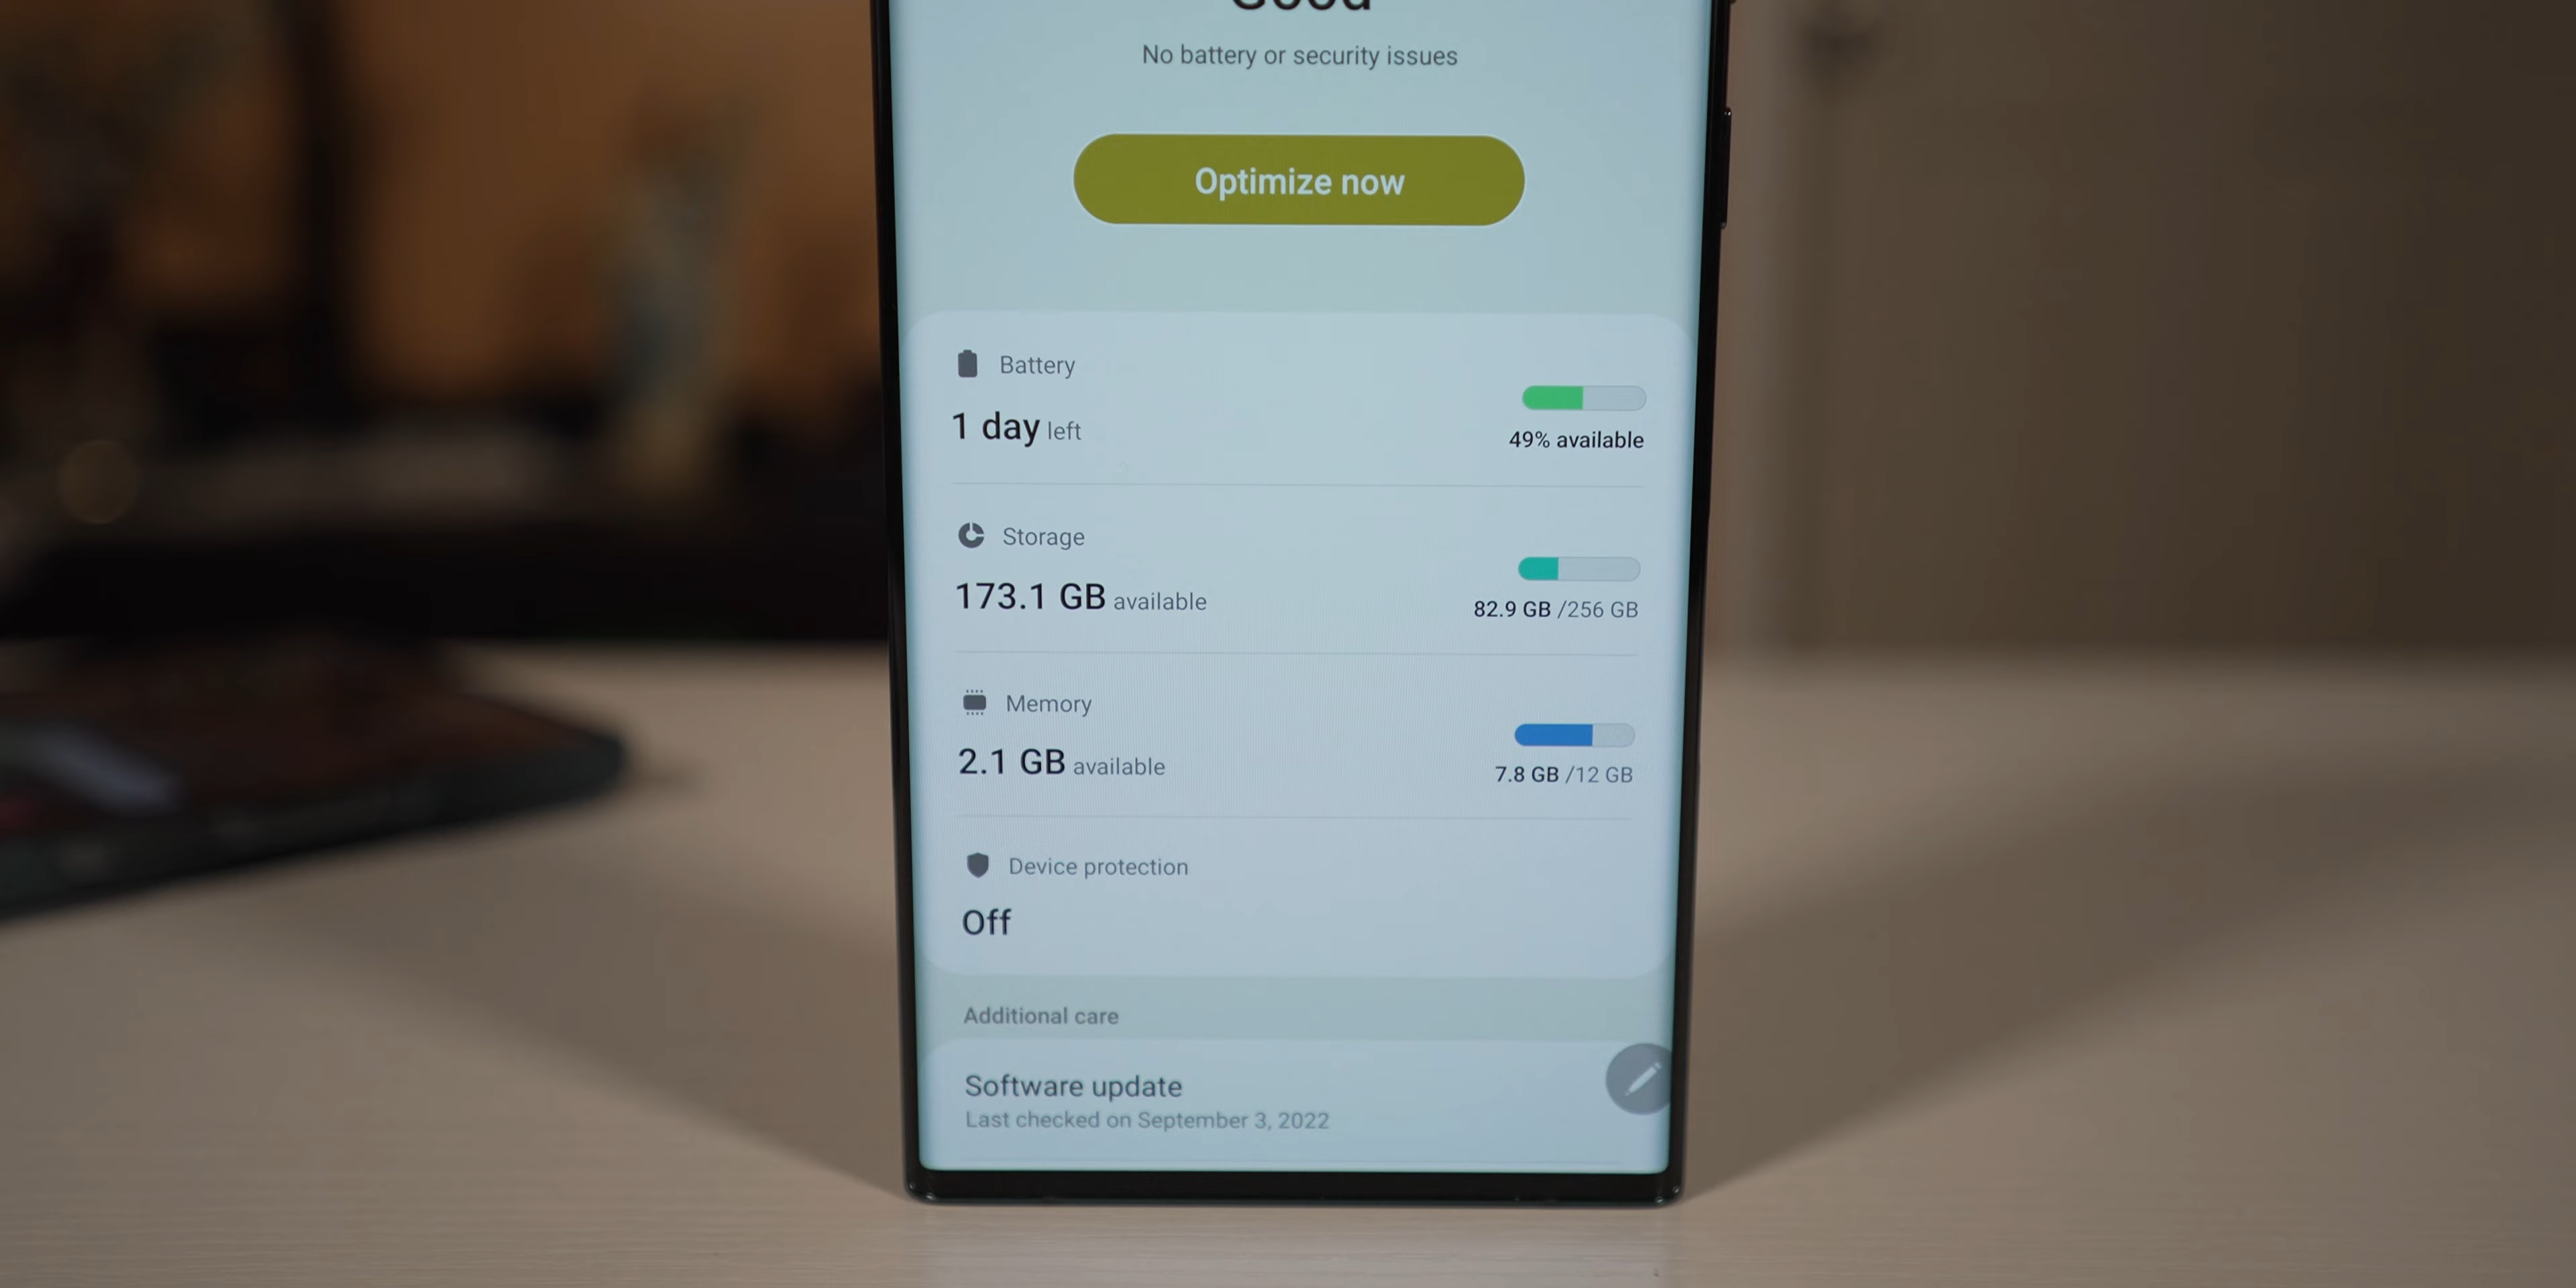 Good
No battery or security issues
Optimize now
Battery
1 day left
49% available
Storage
173.1 GB available
82.9 GB /256 GB
Memory
2.1 GB available
7.8 GB /12 GB
Device protection
Off
Additional care
Software update
Last checked on September 3, 2022